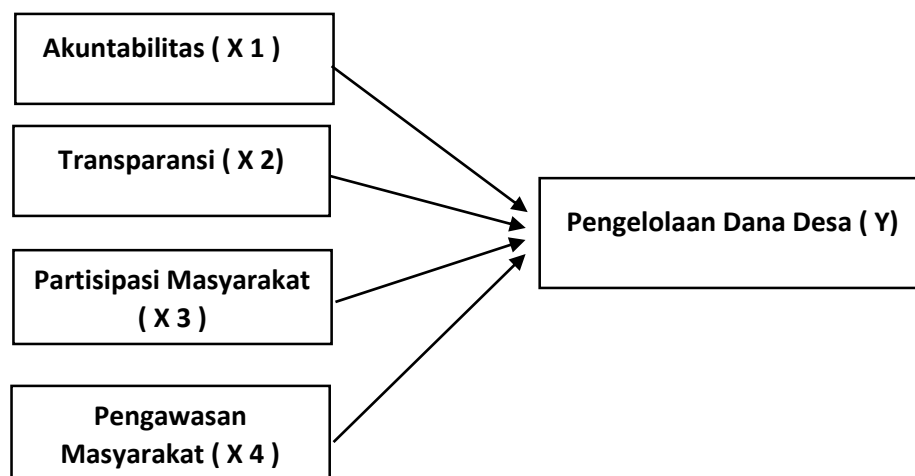 Akuntabilitas ( X 1 )
Transparansi ( X 2)
Partisipasi Masyarakat
( X 3 )
Pengawasan
Masyarakat ( X 4 )
Pengelolaan Dana Desa ( Y)